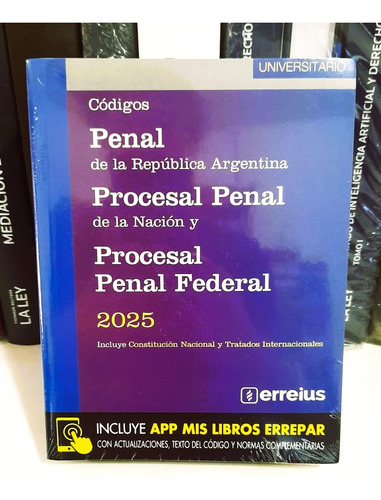 UNIVERSITARIO
Códigos
Penal
de la República Argentina
Procesal Penal
de la Nación y
Procesal
Penal Federal
2025
Incluye Constitución Nacional y Tratados Internacionales
erreius
INCLUYE APP MIS LIBROS ERREPAR
CON ACTUALIZACIONES, TEXTO DEL CÓDIGO Y NORMAS COMPLEMENTARIAS
MEDIACIÓN
LA LEY
DE INTELIGENCIA ARTIFICIAL Y DERECHO
TOMO I
LA LEY